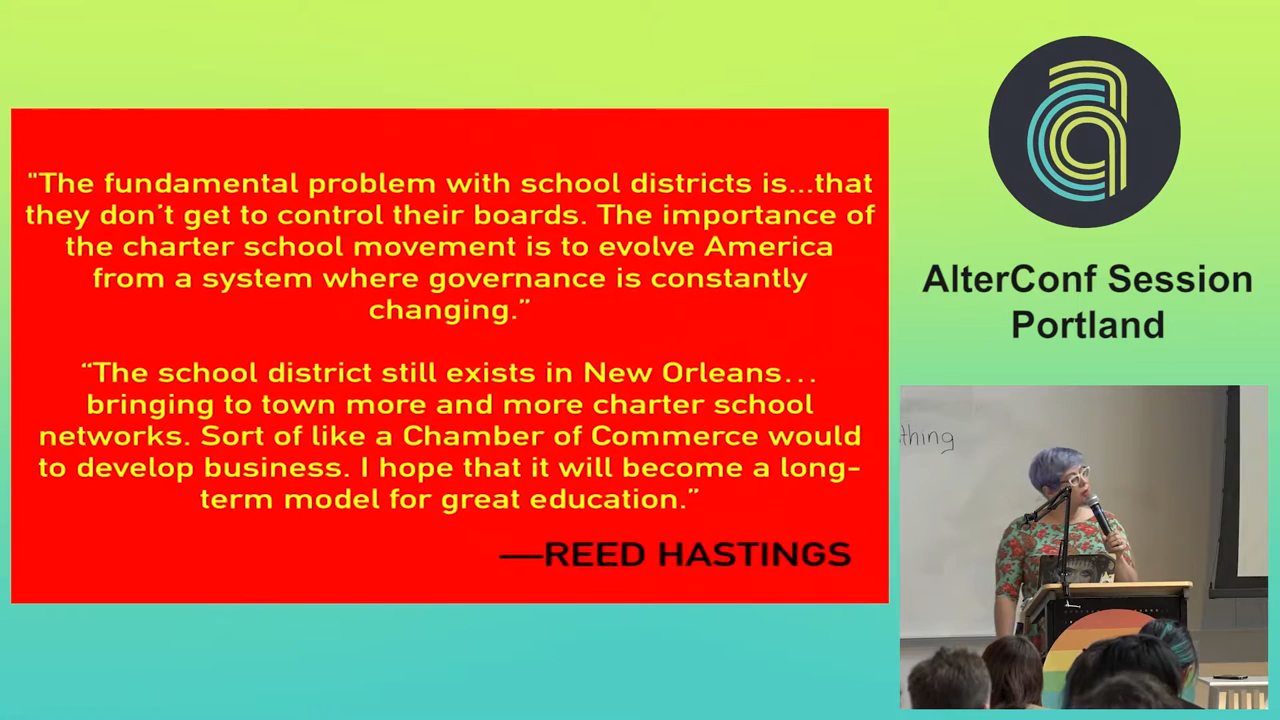 "The fundamental problem with school districts is...that
they don't get to control their boards. The importance of
the charter school movement is to evolve America
from a system where governance is constantly
changing.”
“The school district still exists in New Orleans...
bringing to town more and more charter school
networks. Sort of like a Chamber of Commerce would
to develop business. I hope that it will become a long-
term model for great education.”
—REED HASTINGS
AlterConf Session
Portland
thing